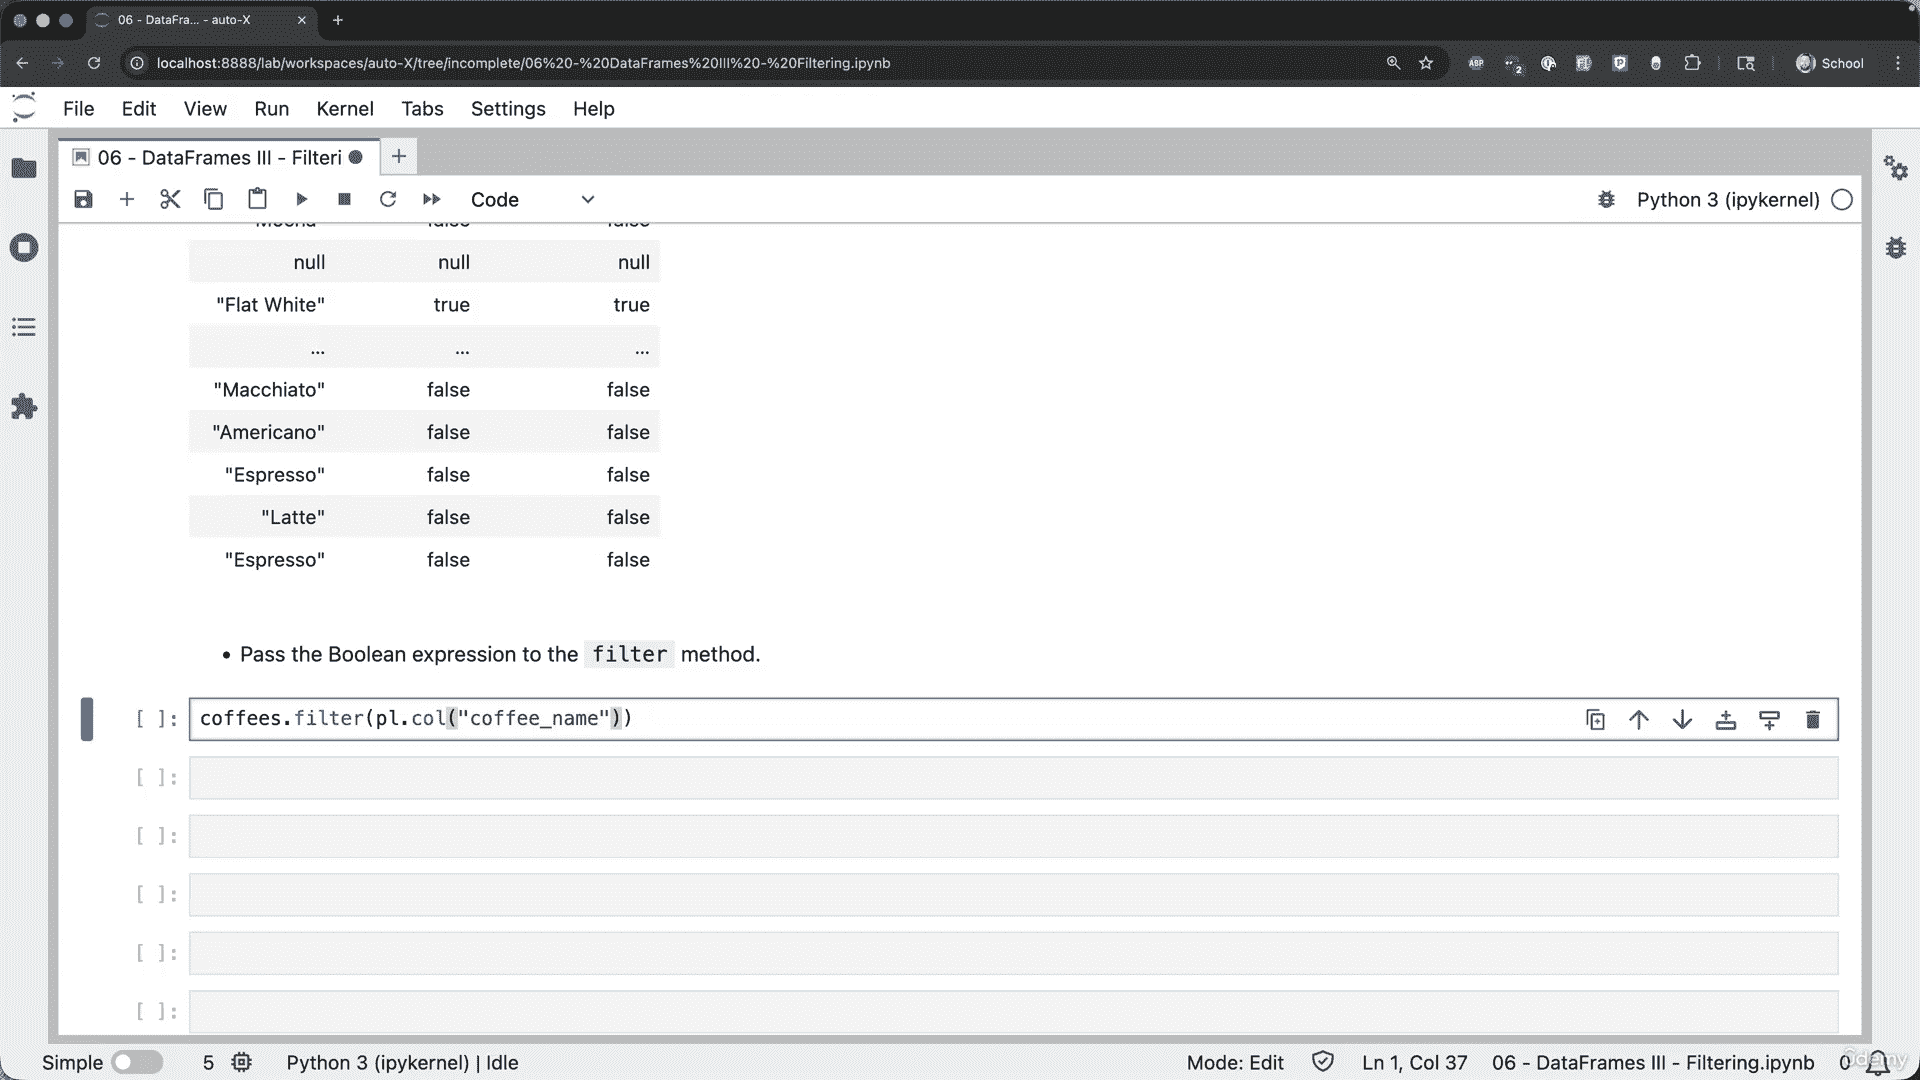 06 - DataFra... - auto-X
localhost:8888/lab/workspaces/auto-X/tree/incomplete/06%20-%20DataFrames%20III%20-%20Filtering.ipynb
ABP
2
School
File Edit View Run Kernel Tabs Settings Help
06 - DataFrames III - Filteri
Code
Python 3 (ipykernel)
null null null
"Flat White" true true
... ... ...
"Macchiato" false false
"Americano" false false
"Espresso" false false
"Latte" false false
"Espresso" false false
• Pass the Boolean expression to the filter method.
[ ]: coffees.filter(pl.col("coffee_name"))
[ ]:
[ ]:
[ ]:
[ ]:
[ ]:
Simple 5 Python 3 (ipykernel) | Idle Mode: Edit Ln 1, Col 37 06 - DataFrames III - Filtering.ipynb 0
Udemy